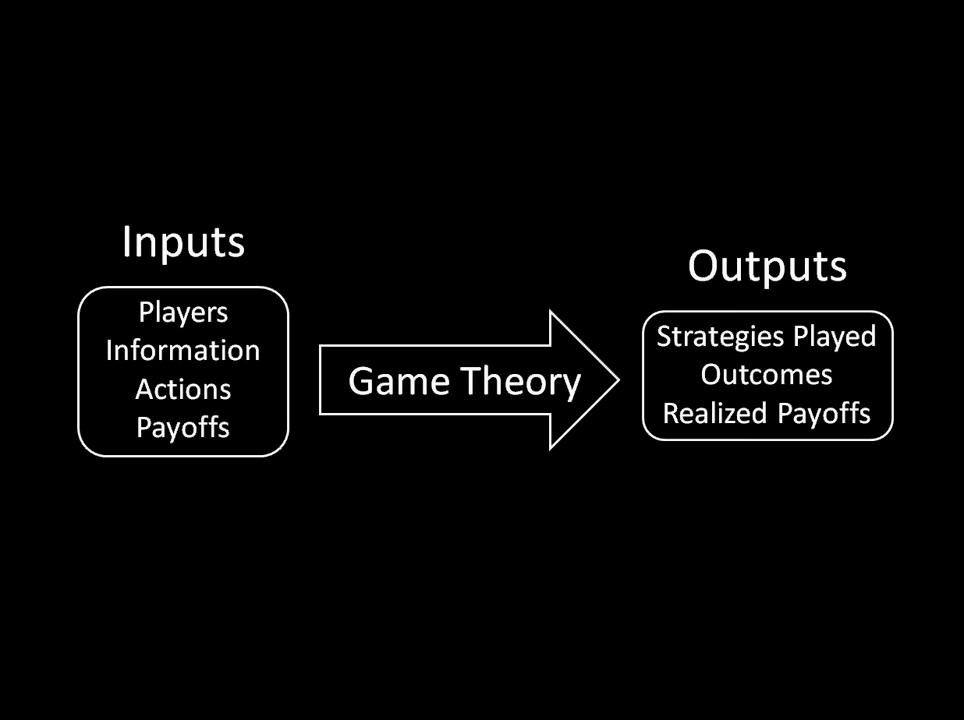 Inputs
Players
Information
Actions
Payoffs
Game Theory
Outputs
Strategies Played
Outcomes
Realized Payoffs